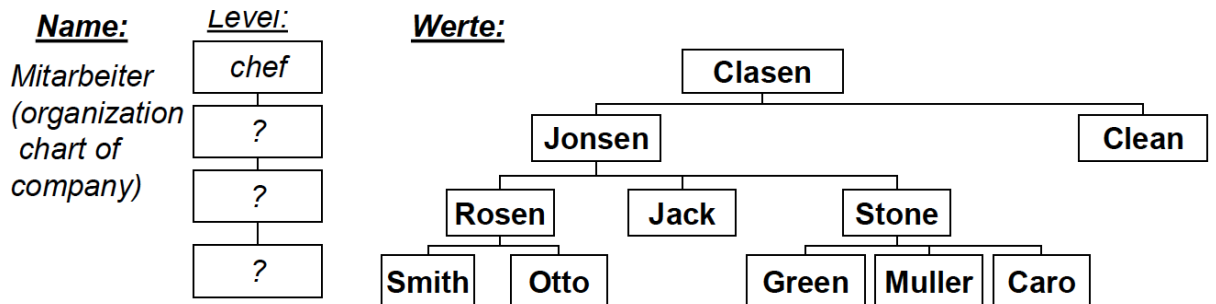 Name:
Level:
Werte:
Mitarbeiter
(organization
chart of
company)
chef
?
?
?
Clasen
Jonsen
Clean
Rosen
Jack
Stone
Smith
Otto
Green
Muller
Caro